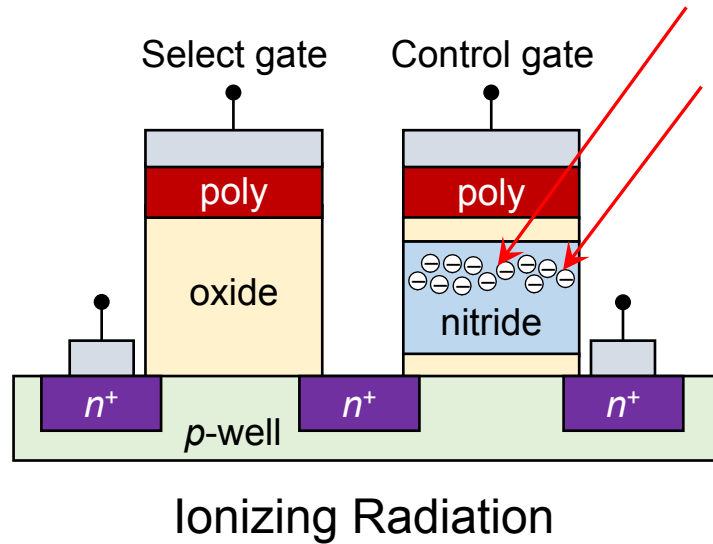 Select gate
Control gate
poly
poly
oxide
nitride
n⁺
n⁺
n⁺
p-well
Ionizing Radiation